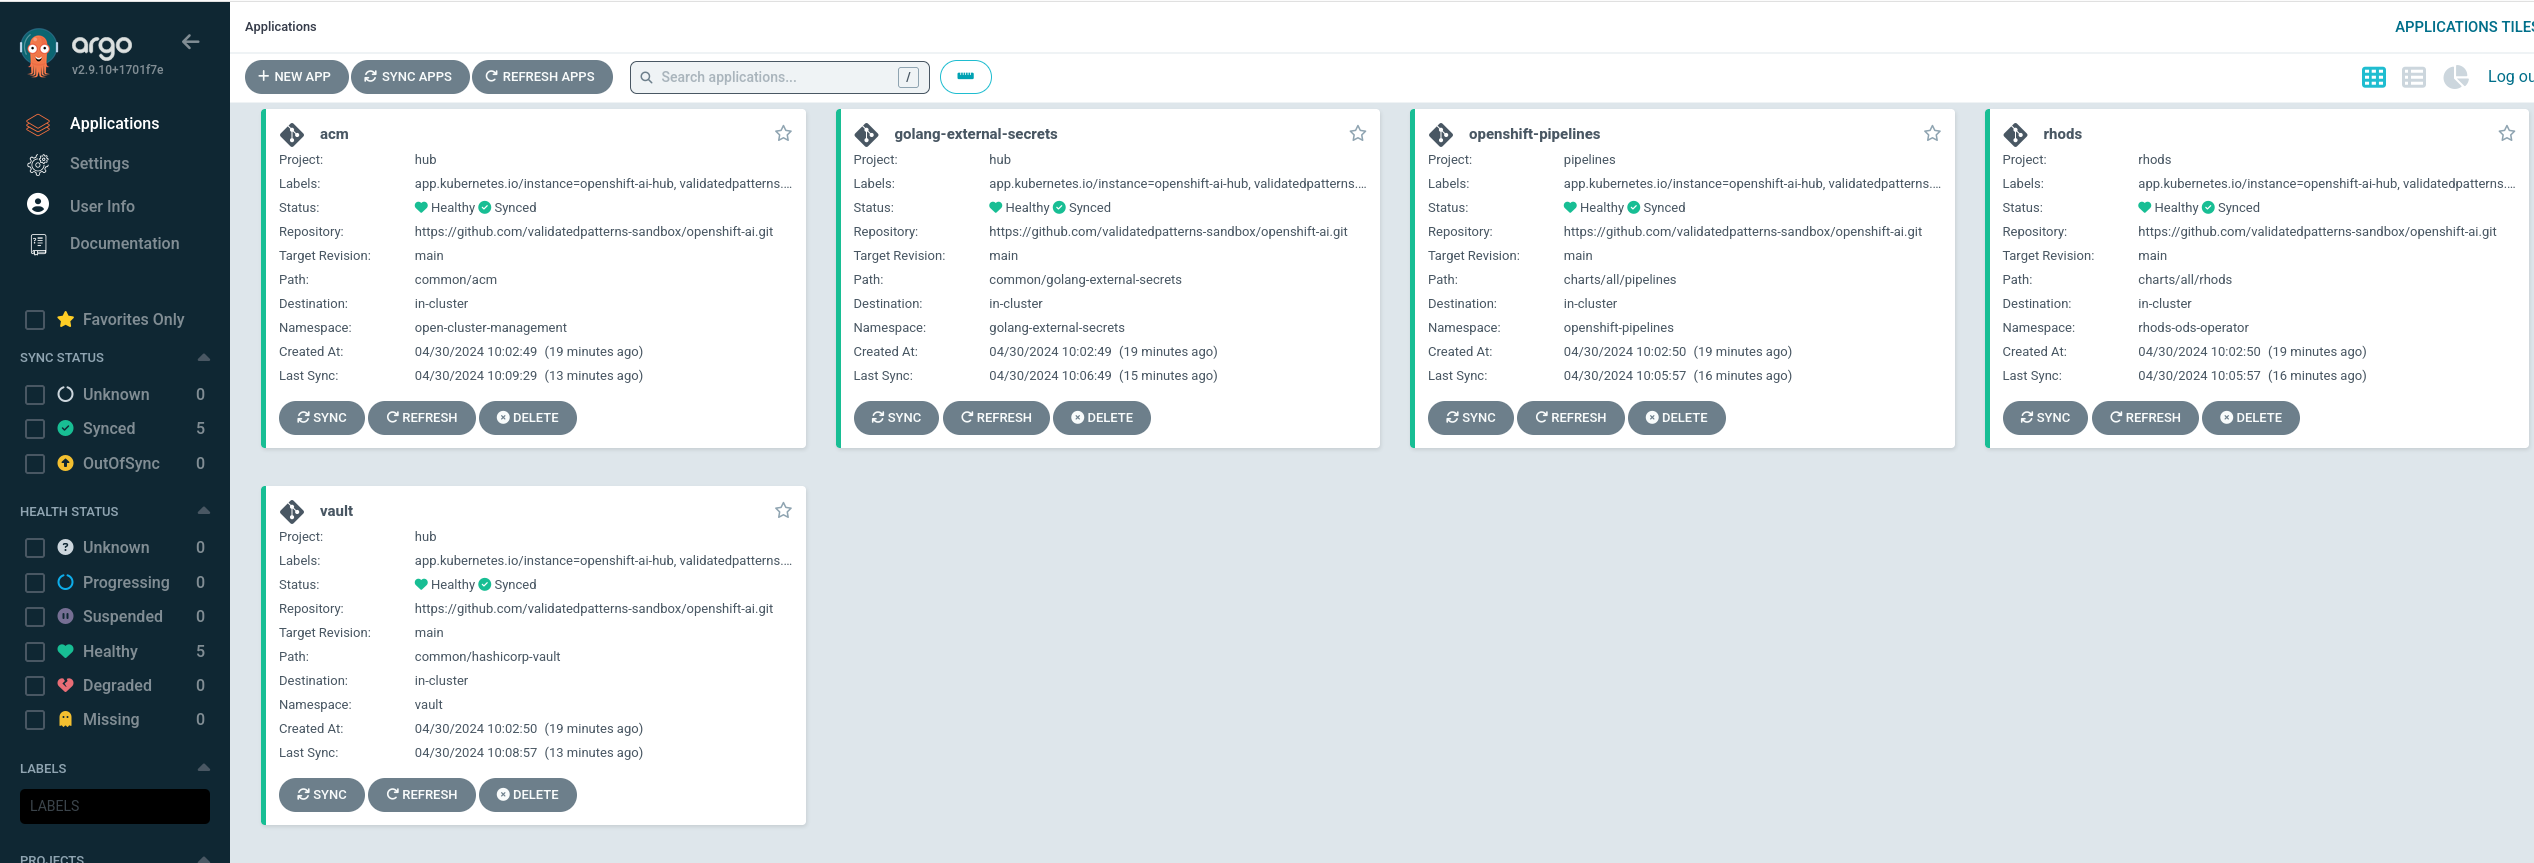 argo
v2.9.10+1701f7e
Applications
Settings
User Info
Documentation
Favorites Only
SYNC STATUS
Unknown 0
Synced 5
OutOfSync 0
HEALTH STATUS
Unknown 0
Progressing 0
Suspended 0
Healthy 5
Degraded 0
Missing 0
LABELS
LABELS
PROJECTS
Applications
APPLICATIONS TILES
NEW APP SYNC APPS REFRESH APPS Search applications... / Log ou
acm
Project: hub
Labels: app.kubernetes.io/instance=openshift-ai-hub, validatedpatterns....
Status: Healthy Synced
Repository: https://github.com/validatedpatterns-sandbox/openshift-ai.git
Target Revision: main
Path: common/acm
Destination: in-cluster
Namespace: open-cluster-management
Created At: 04/30/2024 10:02:49 (19 minutes ago)
Last Sync: 04/30/2024 10:09:29 (13 minutes ago)
SYNC REFRESH DELETE
golang-external-secrets
Project: hub
Labels: app.kubernetes.io/instance=openshift-ai-hub, validatedpatterns....
Status: Healthy Synced
Repository: https://github.com/validatedpatterns-sandbox/openshift-ai.git
Target Revision: main
Path: common/golang-external-secrets
Destination: in-cluster
Namespace: golang-external-secrets
Created At: 04/30/2024 10:02:49 (19 minutes ago)
Last Sync: 04/30/2024 10:06:49 (15 minutes ago)
SYNC REFRESH DELETE
openshift-pipelines
Project: pipelines
Labels: app.kubernetes.io/instance=openshift-ai-hub, validatedpatterns....
Status: Healthy Synced
Repository: https://github.com/validatedpatterns-sandbox/openshift-ai.git
Target Revision: main
Path: charts/all/pipelines
Destination: in-cluster
Namespace: openshift-pipelines
Created At: 04/30/2024 10:02:50 (19 minutes ago)
Last Sync: 04/30/2024 10:05:57 (16 minutes ago)
SYNC REFRESH DELETE
rhods
Project: rhods
Labels: app.kubernetes.io/instance=openshift-ai-hub, validatedpatterns....
Status: Healthy Synced
Repository: https://github.com/validatedpatterns-sandbox/openshift-ai.git
Target Revision: main
Path: charts/all/rhods
Destination: in-cluster
Namespace: rhods-ods-operator
Created At: 04/30/2024 10:02:50 (19 minutes ago)
Last Sync: 04/30/2024 10:05:57 (16 minutes ago)
SYNC REFRESH DELETE
vault
Project: hub
Labels: app.kubernetes.io/instance=openshift-ai-hub, validatedpatterns....
Status: Healthy Synced
Repository: https://github.com/validatedpatterns-sandbox/openshift-ai.git
Target Revision: main
Path: common/hashicorp-vault
Destination: in-cluster
Namespace: vault
Created At: 04/30/2024 10:02:50 (19 minutes ago)
Last Sync: 04/30/2024 10:08:57 (13 minutes ago)
SYNC REFRESH DELETE